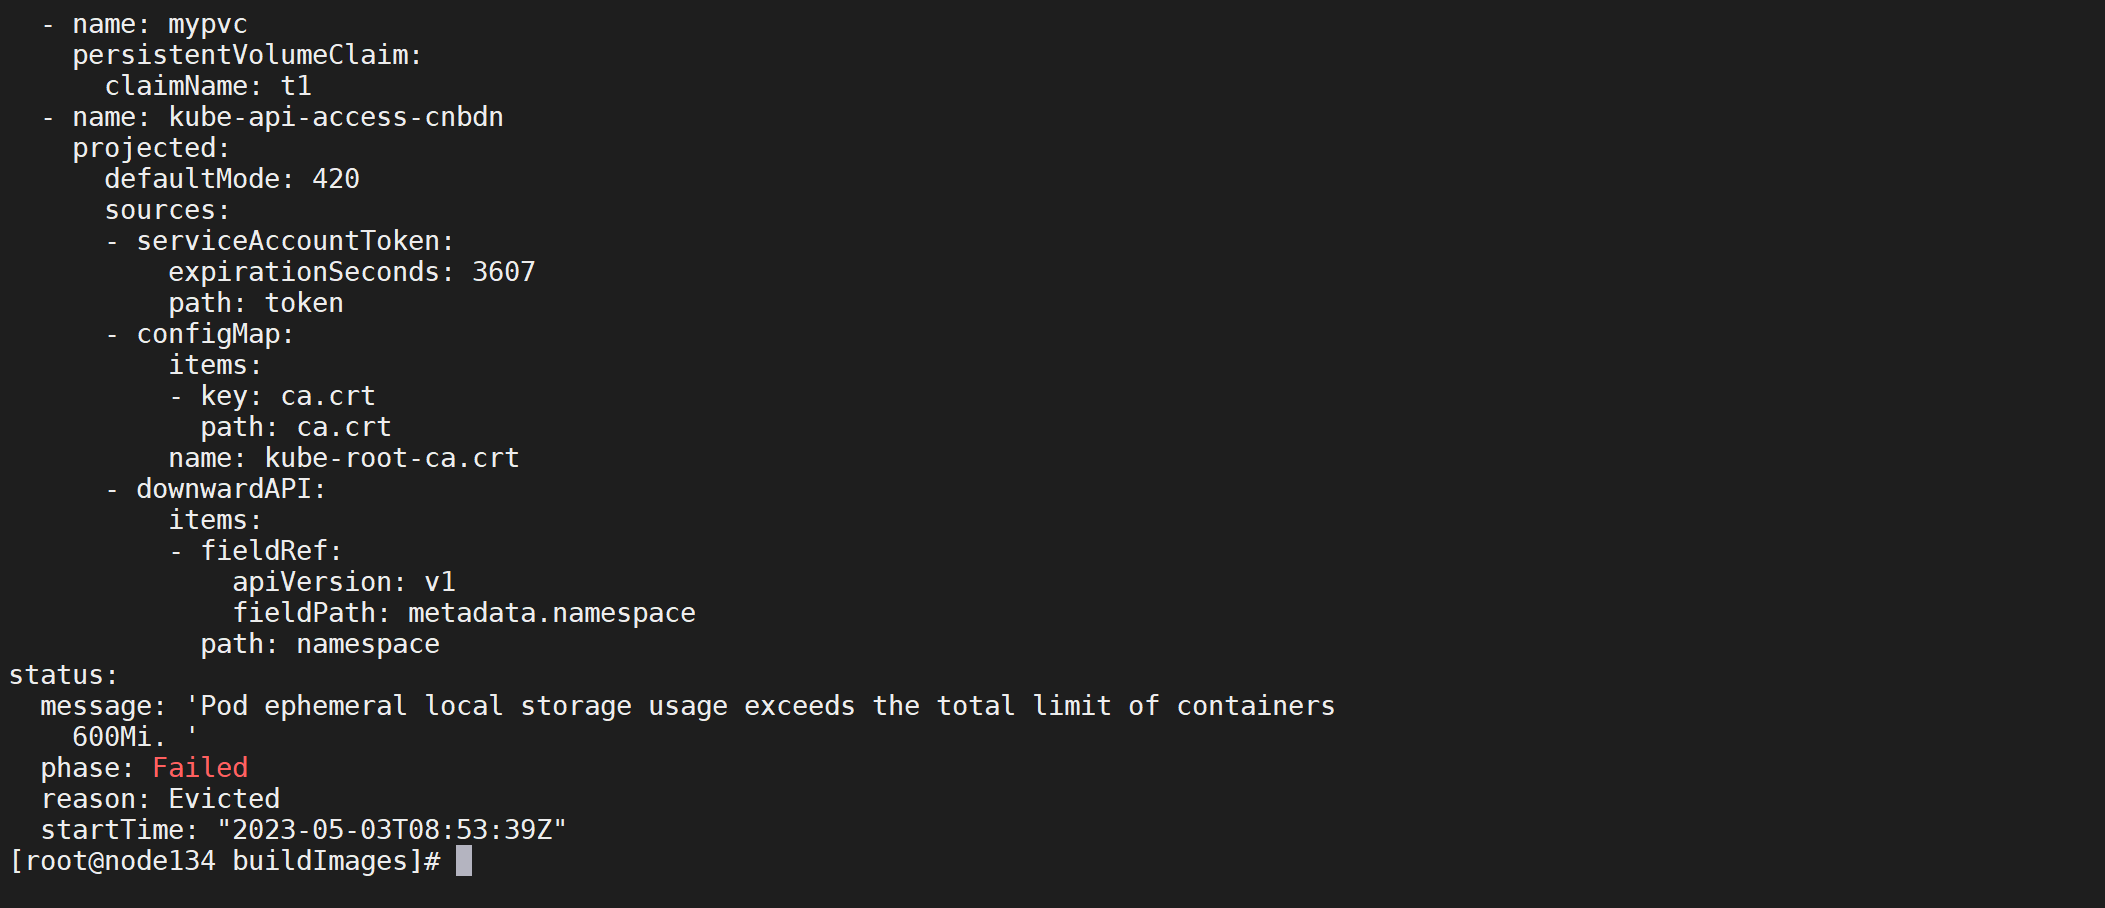 - name: mypvc
    persistentVolumeClaim:
      claimName: t1
  - name: kube-api-access-cnbdn
    projected:
      defaultMode: 420
      sources:
      - serviceAccountToken:
          expirationSeconds: 3607
          path: token
      - configMap:
          items:
          - key: ca.crt
            path: ca.crt
          name: kube-root-ca.crt
      - downwardAPI:
          items:
          - fieldRef:
              apiVersion: v1
              fieldPath: metadata.namespace
            path: namespace
status:
  message: 'Pod ephemeral local storage usage exceeds the total limit of containers
    600Mi. '
  phase: Failed
  reason: Evicted
  startTime: "2023-05-03T08:53:39Z"
[root@node134 buildImages]#